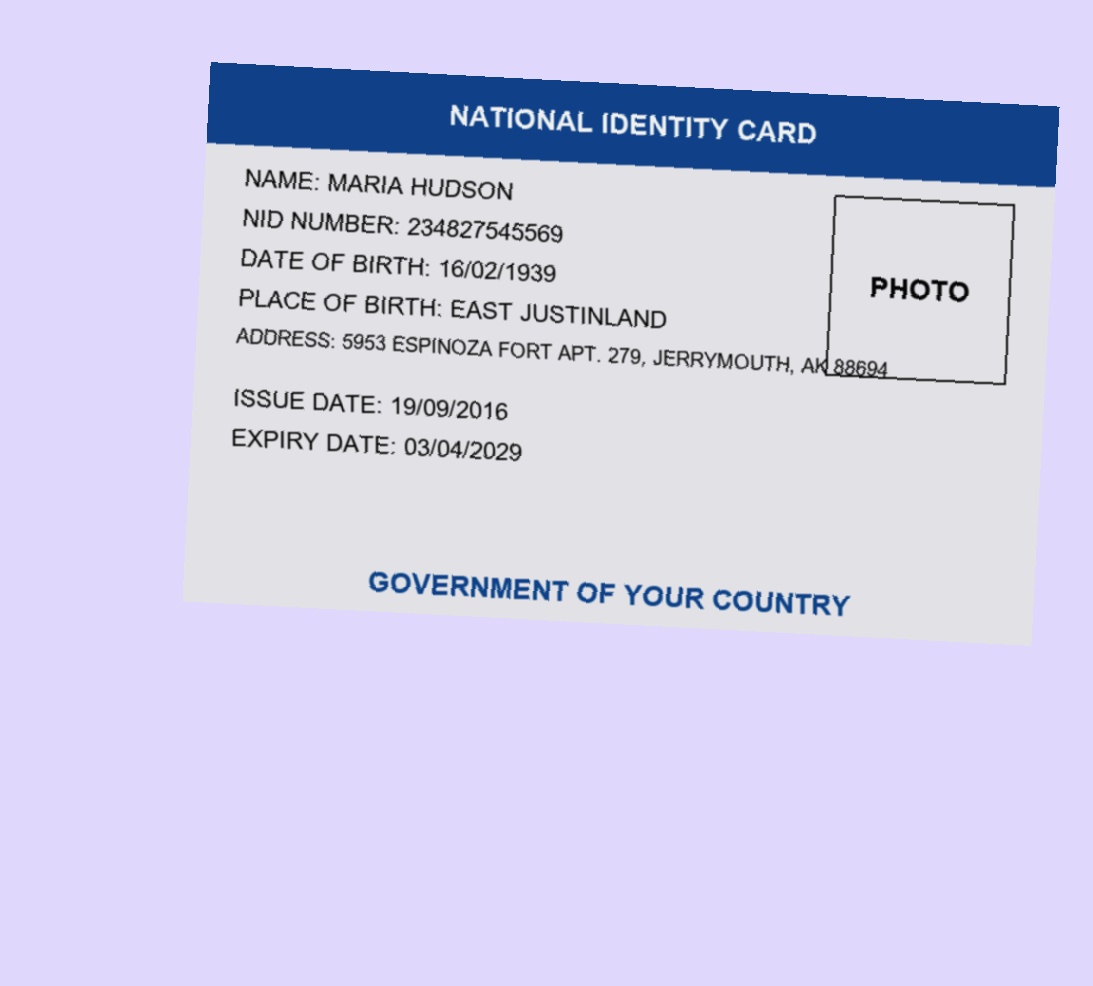 NATIONAL IDENTITY CARD
NAME: MARIA HUDSON
NID NUMBER: 234827545569
DATE OF BIRTH: 16/02/1939
PLACE OF BIRTH: EAST JUSTINLAND
ADDRESS: 5953 ESPINOZA FORT APT. 279, JERRYMOUTH, AK 88694
PHOTO
ISSUE DATE: 19/09/2016
EXPIRY DATE: 03/04/2029
GOVERNMENT OF YOUR COUNTRY